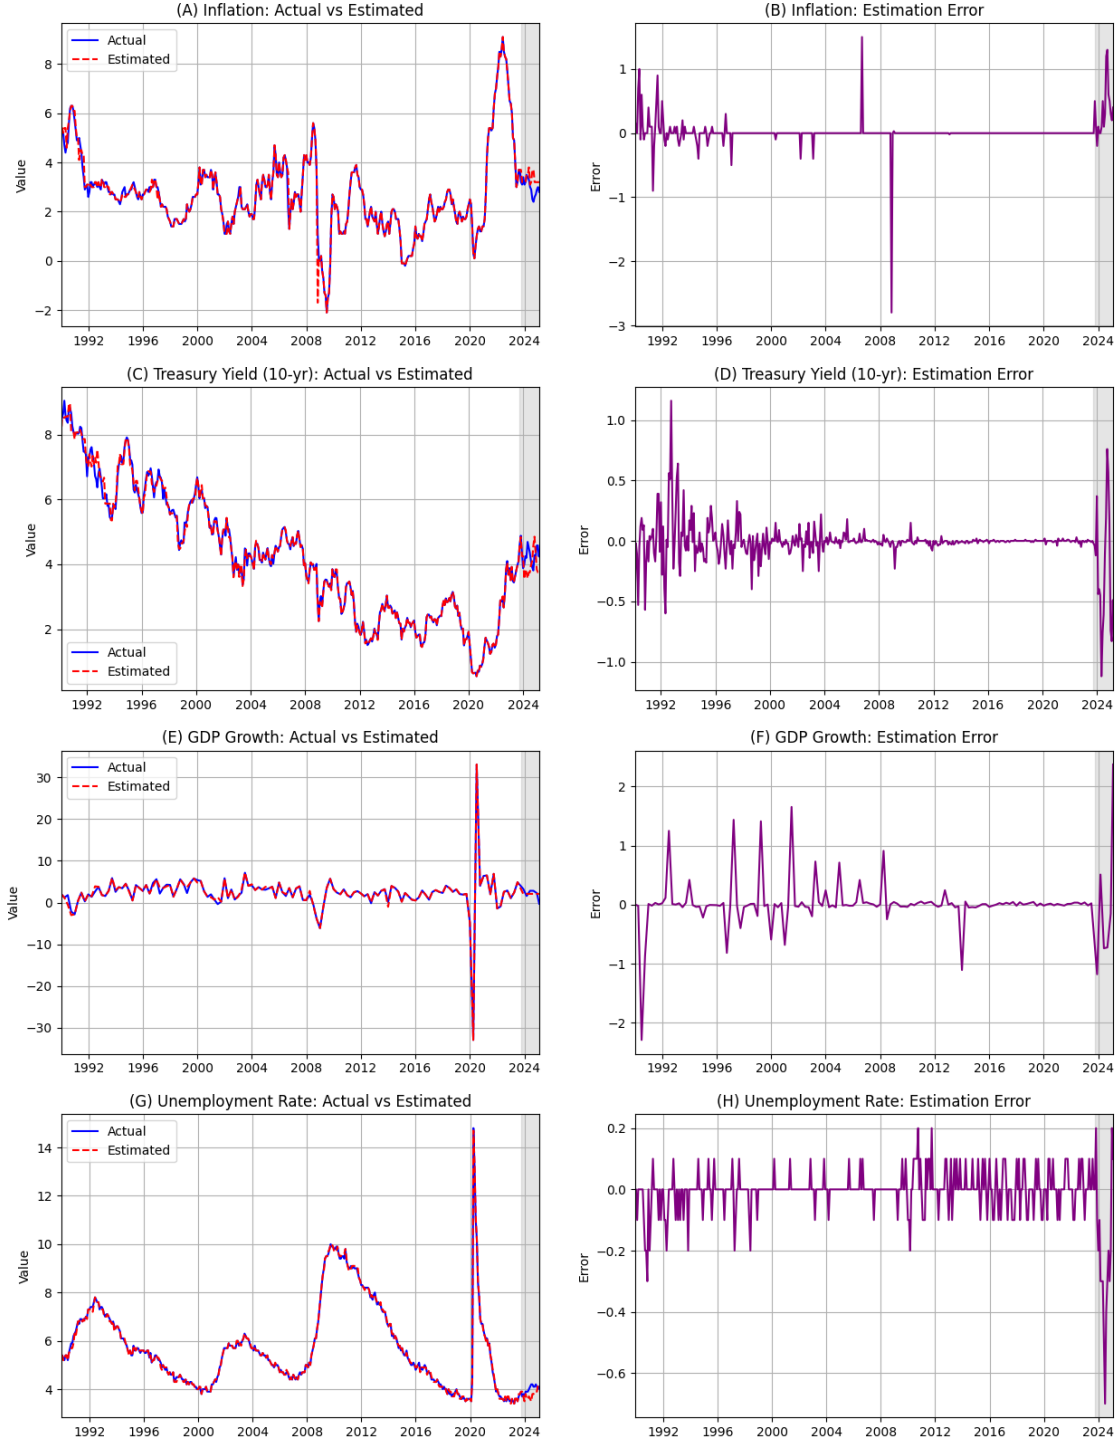 (A) Inflation: Actual vs Estimated
Value
8
6
4
2
0
−2
Actual
Estimated
1992 1996 2000 2004 2008 2012 2016 2020 2024
(B) Inflation: Estimation Error
Error
1
0
−1
−2
−3
1992 1996 2000 2004 2008 2012 2016 2020 2024
(C) Treasury Yield (10-yr): Actual vs Estimated
Value
8
6
4
2
Actual
Estimated
1992 1996 2000 2004 2008 2012 2016 2020 2024
(D) Treasury Yield (10-yr): Estimation Error
Error
1.0
0.5
0.0
−0.5
−1.0
1992 1996 2000 2004 2008 2012 2016 2020 2024
(E) GDP Growth: Actual vs Estimated
Value
30
20
10
0
−10
−20
−30
Actual
Estimated
1992 1996 2000 2004 2008 2012 2016 2020 2024
(F) GDP Growth: Estimation Error
Error
2
1
0
−1
−2
1992 1996 2000 2004 2008 2012 2016 2020 2024
(G) Unemployment Rate: Actual vs Estimated
Value
14
12
10
8
6
4
Actual
Estimated
1992 1996 2000 2004 2008 2012 2016 2020 2024
(H) Unemployment Rate: Estimation Error
Error
0.2
0.0
−0.2
−0.4
−0.6
1992 1996 2000 2004 2008 2012 2016 2020 2024